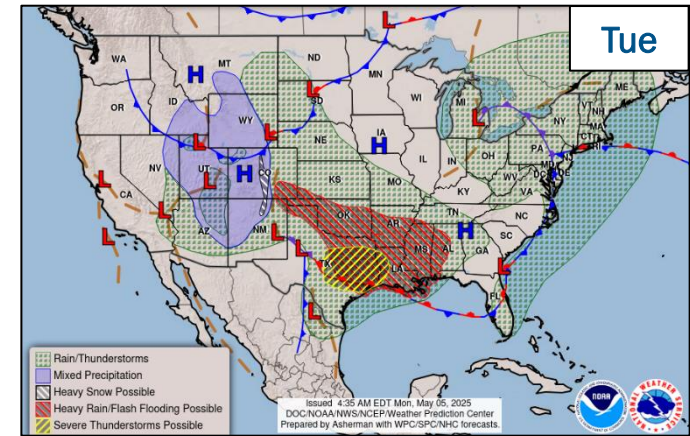 Tue
WA
MT
ND
MN
OR
ID
WY
SD
WI
MI
ME
VT
NH
NY
MA
CT
RI
NV
UT
CO
NE
IA
IL
IN
OH
PA
NJ
MD
DE
DC
WV
VA
CA
AZ
NM
KS
MO
KY
OK
AR
TN
NC
SC
TX
LA
MS
AL
GA
FL
H
H
H
H
L
L
L
L
L
L
L
L
L
L
L
L
L
L
Rain/Thunderstorms
Mixed Precipitation
Heavy Snow Possible
Heavy Rain/Flash Flooding Possible
Severe Thunderstorms Possible
Issued 4:35 AM EDT Mon, May 05, 2025
DOC/NOAA/NWS/NCEP/Weather Prediction Center
Prepared by Asherman with WPC/SPC/NHC forecasts.
NOAA
NATIONAL WEATHER SERVICE